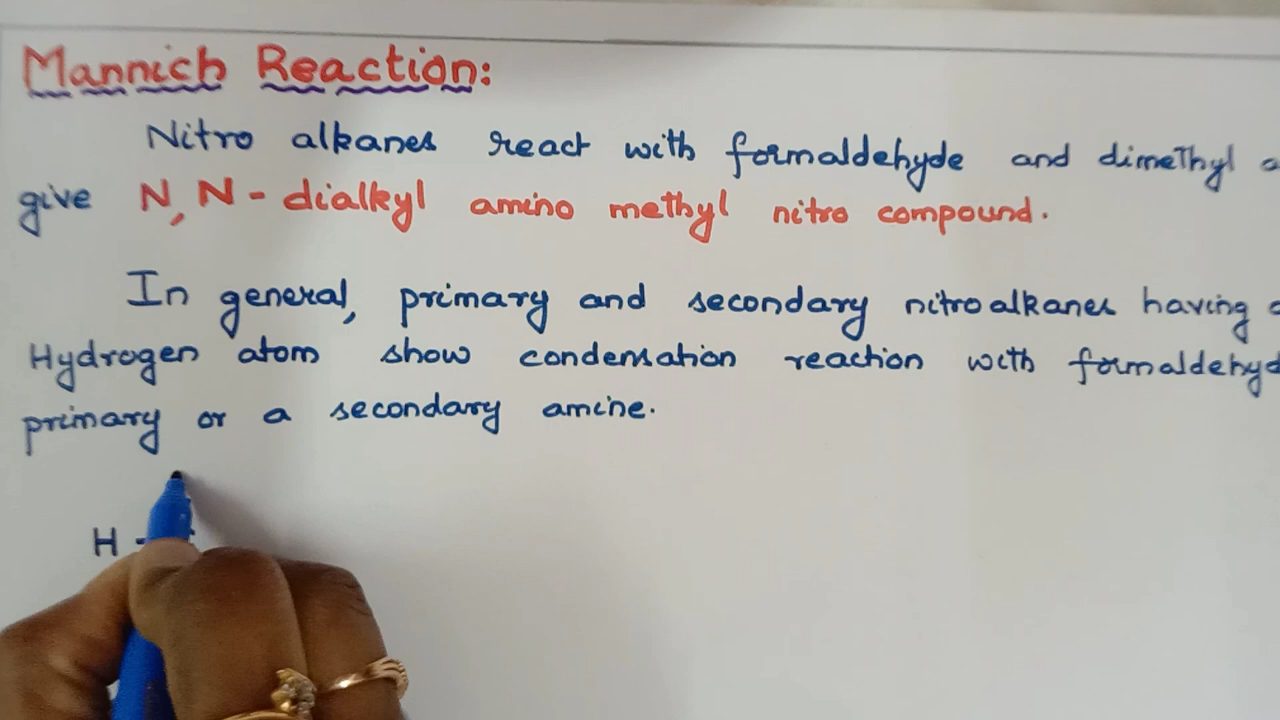 Mannich Reaction:
Nitro alkanes react with formaldehyde and dimethyl
give N,N-dialkyl amino methyl nitro compound.
In general, primary and secondary nitroalkanes having
Hydrogen atom show condensation reaction with
primary or a secondary amine.
H -